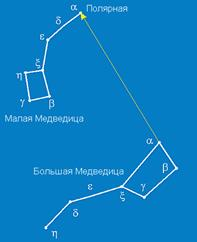 α Полярная
δ
ε
η ξ
γ β
Малая Медведица
α
Большая Медведица
β
ε ξ γ
δ
η